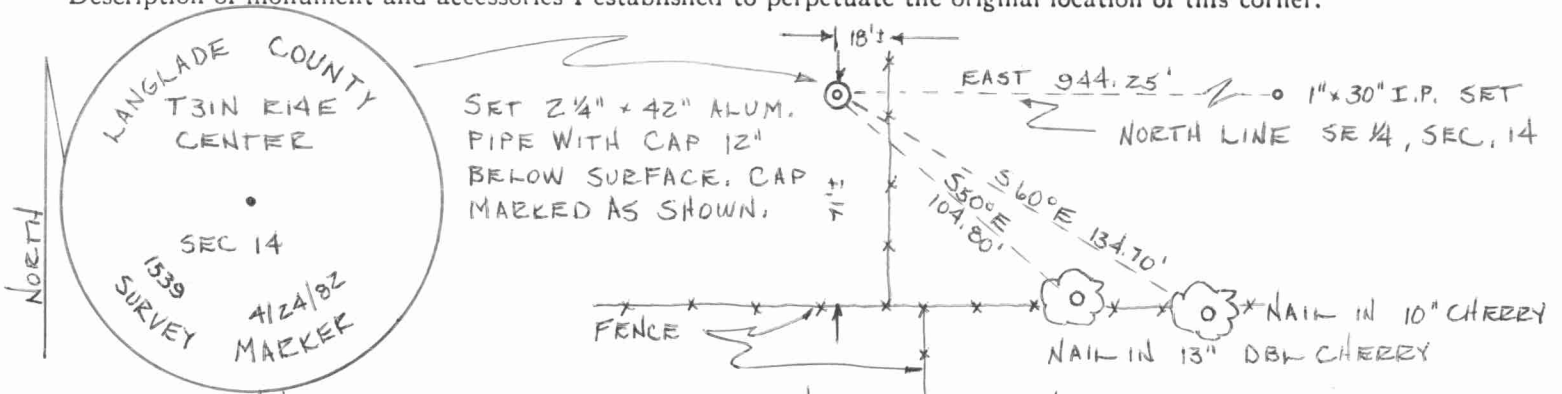 Description of monument and accessories I established to perpetuate the original location of this corner:
NORTH
LANGLADE COUNTY
T31N R14E
CENTER
SEC 14
1539
4/24/82
SURVEY MARKER
SET 2 1/4" x 42" ALUM.
PIPE WITH CAP 12"
BELOW SURFACE. CAP
MARKED AS SHOWN.
18'±
EAST 944.25'
1"x30" I.P. SET
NORTH LINE SE 1/4, SEC. 14
S50°E
104.80'
S60°E 134.70'
FENCE
NAIL IN 10" CHERRY
NAIL IN 13" DBL CHERRY